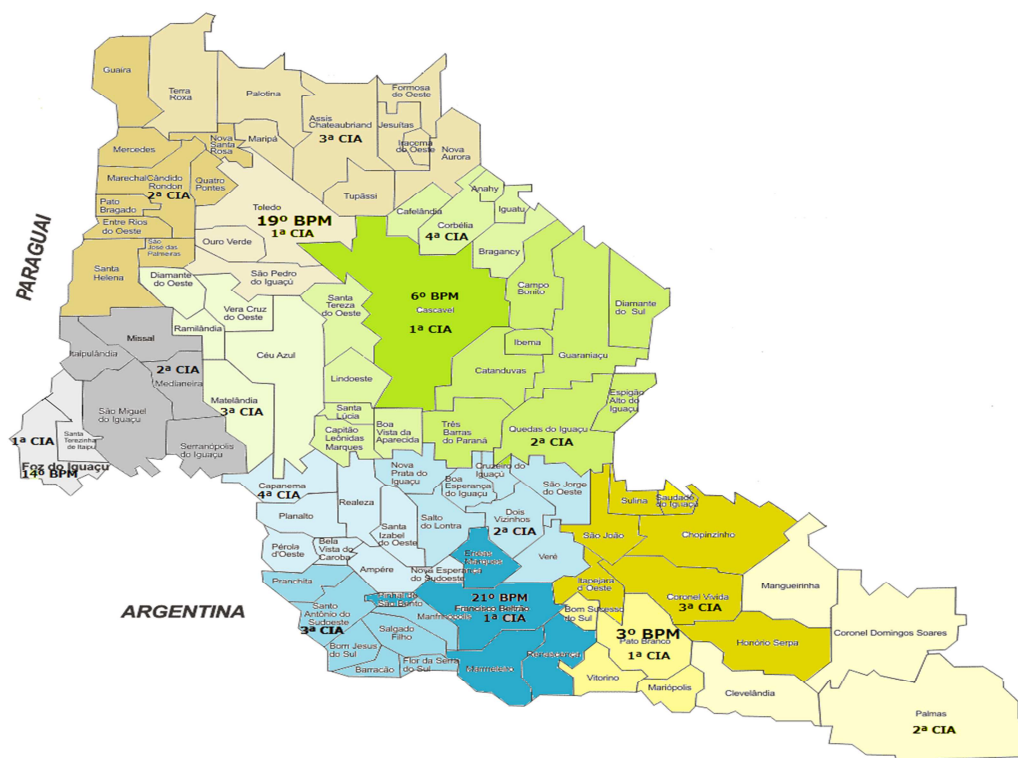 Guaira
Terra
Roxa
Palotina
Assis
Chateaubriand
3ª CIA
Formosa
do Oeste
Jesuítas
Iracema
do Oeste
Nova
Aurora
Mercedes
Nova
Santa
Rosa
Maripá
Marechal Cândido
Rondon
2ª CIA
Quatro
Pontes
Tupãssi
Pato
Bragado
Entre Rios
do Oeste
Toledo
19º BPM
1ª CIA
Ouro Verde
São
José das
Palmeiras
São Pedro
do Iguaçú
Santa
Helena
PARAGUAI
Anahy
Cafelândia
Iguatu
Corbélia
4ª CIA
Bragancy
Diamante
do Oeste
Vera Cruz
do Oeste
Ramilândia
Santa
Tereza
do Oeste
6º BPM
Cascavel
1ª CIA
Campo
Bonito
Diamante
do Sul
Ibema
Guaraniaçu
Catanduvas
Missal
Itaipulândia
2ª CIA
Medianeira
Céu Azul
Lindoeste
Matelândia
3ª CIA
São Miguel
do Iguaçu
Santa
Lúcia
Capitão
Leônidas
Marques
Boa
Vista da
Aparecida
Três
Barras
do Paraná
Quedas do Iguaçu
2ª CIA
Espigão
Alto do
Iguaçu
1ª CIA
Santa
Terezinha
de Itaipu
Foz do Iguaçu
14º BPM
Serranópolis
do Iguaçu
Capanema
4ª CIA
Realeza
Nova
Prata do
Iguaçu
Boa
Esperança
do Iguaçu
Cruzeiro do
Iguaçu
São Jorge
do Oeste
Planalto
Santa
Izabel
do Oeste
Salto
do Lontra
Dois
Vizinhos
2ª CIA
Sulina
Saudade
do Iguaçu
São João
Chopinzinho
Pérola
d'Oeste
Bela
Vista do
Caroba
Ampére
Nova Esperança
do Sudoeste
Enéas
Marques
Verê
Pranchita
Pinhal de
São Bento
21º BPM
Francisco Beltrão
1ª CIA
Itapejara
D Oeste
Coronel Vivida
3ª CIA
Mangueirinha
ARGENTINA
Santo
Antônio do
Sudoeste
3ª CIA
Manfrinópolis
Salgado
Filho
Bom Sucesso
do Sul
3º BPM
Pato Branco
1ª CIA
Honório Serpa
Coronel Domingos Soares
Bom Jesus
do Sul
Barracão
Flor da Serra
do Sul
Marmeleiro
Renascença
Vitorino
Mariópolis
Clevelândia
Palmas
2ª CIA